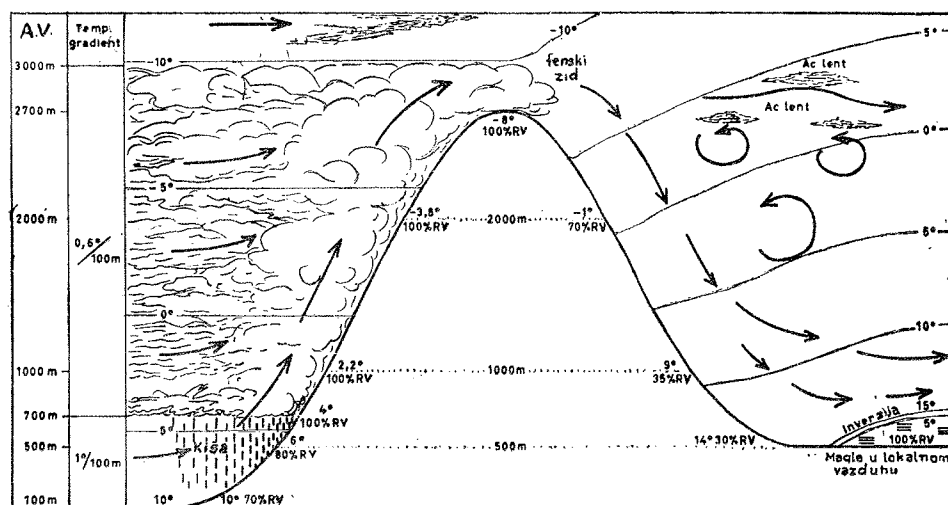 A.V.
Temp.
gradient
-10°
5°
3000m
-10°
fenski
zid
Ac lent
2700m
Ac lent
-8°
100%RV
0°
5°
2000m
-3,8°
100%RV
2000m
-1°
70%RV
5°
0,6°/100m
0°
10°
1000m
2,2°
100%RV
1000m
9°
35%RV
700m
4°
100%RV
15°
5°
Inverzija
5°
Kiša
6°
80%RV
100%RV
500m
500m
14° 30%RV
1°/100m
Magle u lokalnom
vazduhu
100m
10°
10° 70%RV